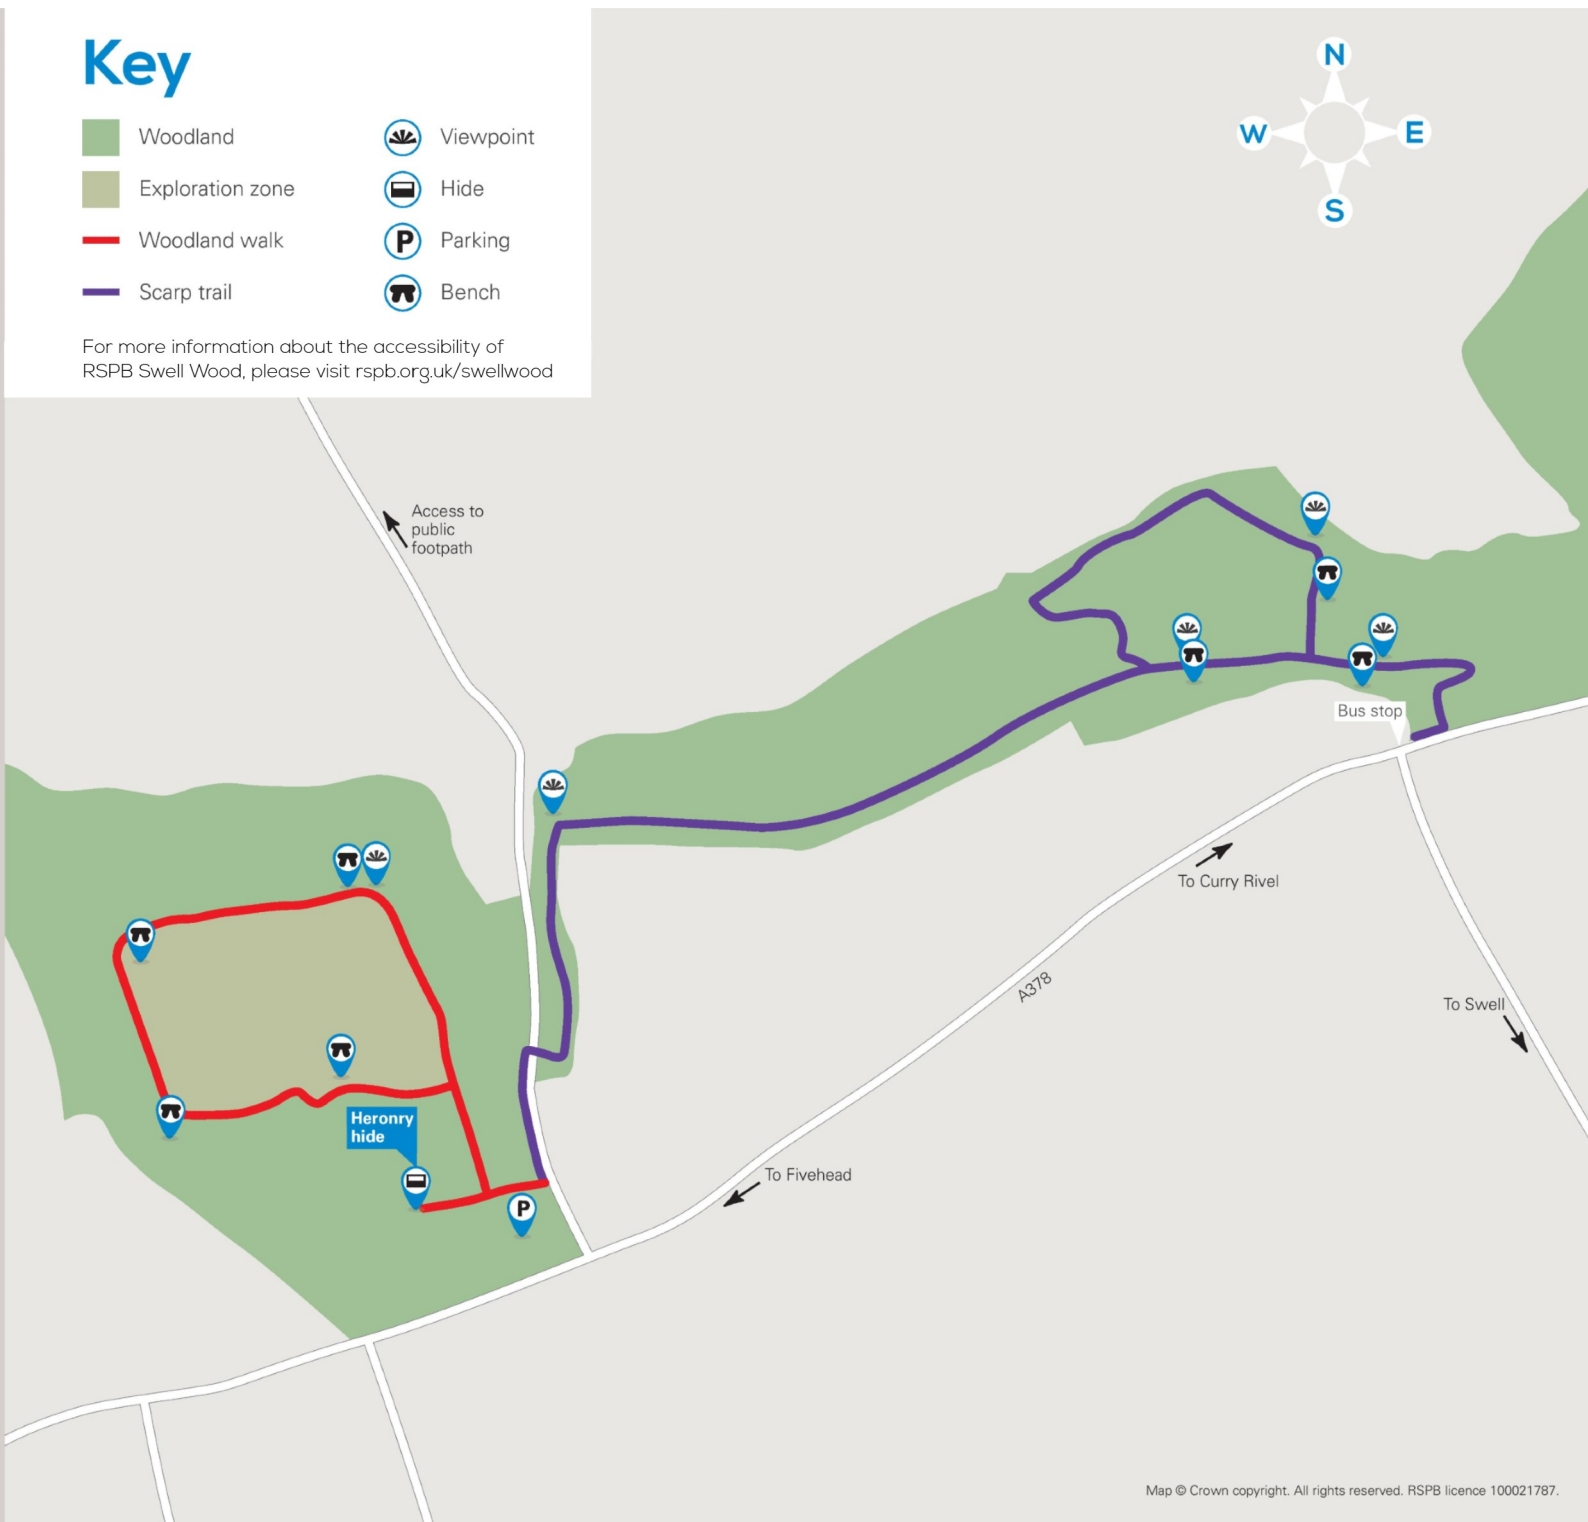 Key
Woodland
Exploration zone
Woodland walk
Scarp trail
Viewpoint
Hide
Parking
Bench
For more information about the accessibility of
RSPB Swell Wood, please visit rspb.org.uk/swellwood
N
W
E
S
Access to
public
footpath
Bus stop
To Curry Rivel
A378
To Swell
Heronry
hide
P
To Fivehead
Map © Crown copyright. All rights reserved. RSPB licence 100021787.